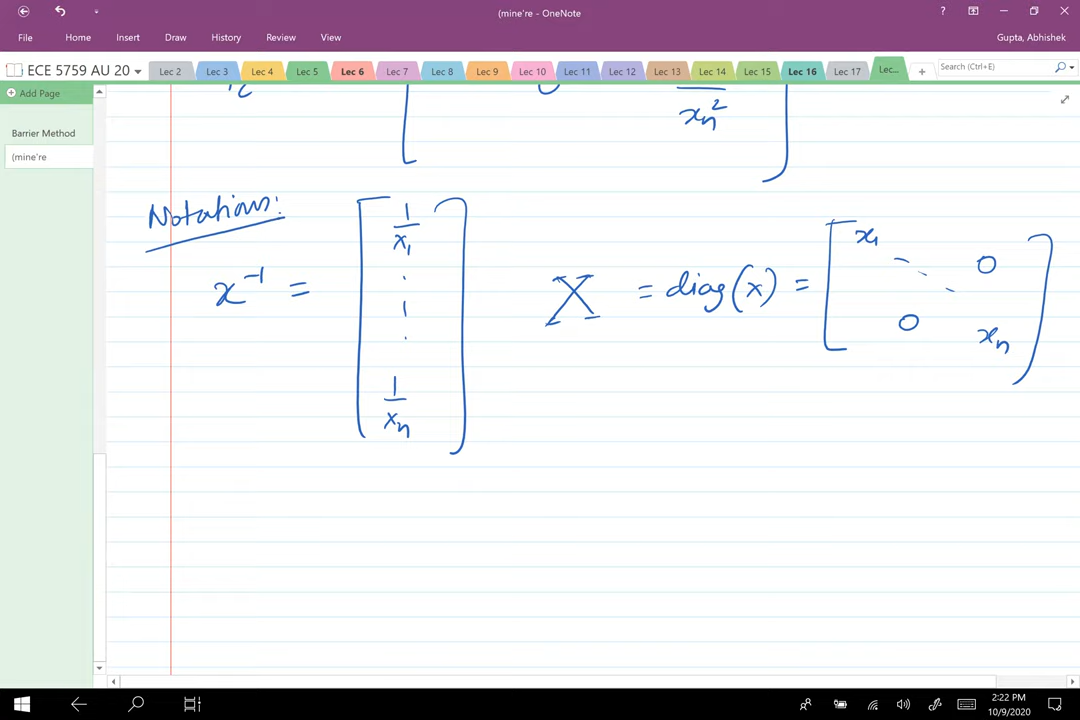 (mine're - OneNote
Gupta, Abhishek
File Home Insert Draw History Review View
ECE 5759 AU 20
Lec 2 Lec 3 Lec 4 Lec 5 Lec 6 Lec 7 Lec 8 Lec 9 Lec 10 Lec 11 Lec 12 Lec 13 Lec 14 Lec 15 Lec 16 Lec 17 Lec...
Search (Ctrl+E)
Add Page
Barrier Method
(mine're
0 xₙ²
Notations:
x⁻¹ = [ 1/x₁ ⋮ 1/xₙ ] X = diag(x) = [ x₁ ⋱ 0 0 xₙ ]
2:22 PM
10/9/2020